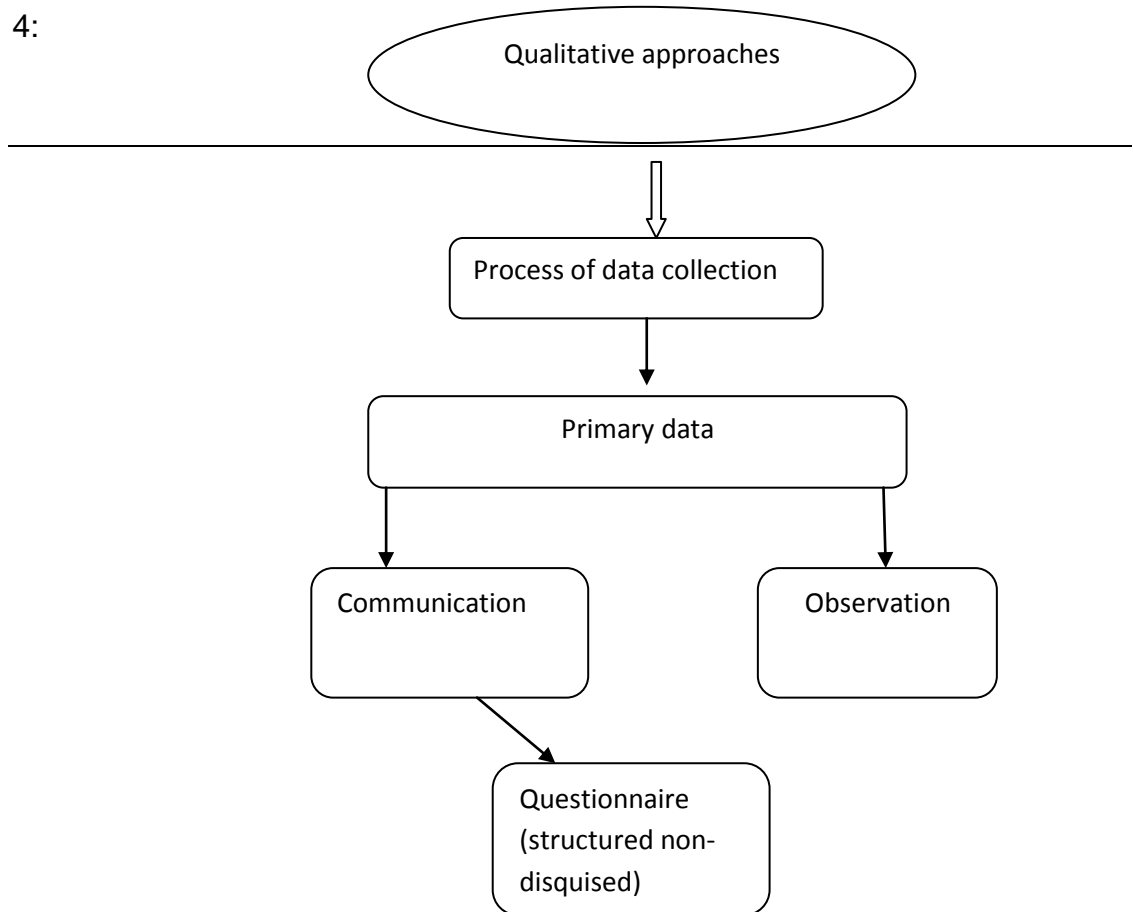 4:
Qualitative approaches
Process of data collection
Primary data
Communication
Observation
Questionnaire
(structured non-
disquised)